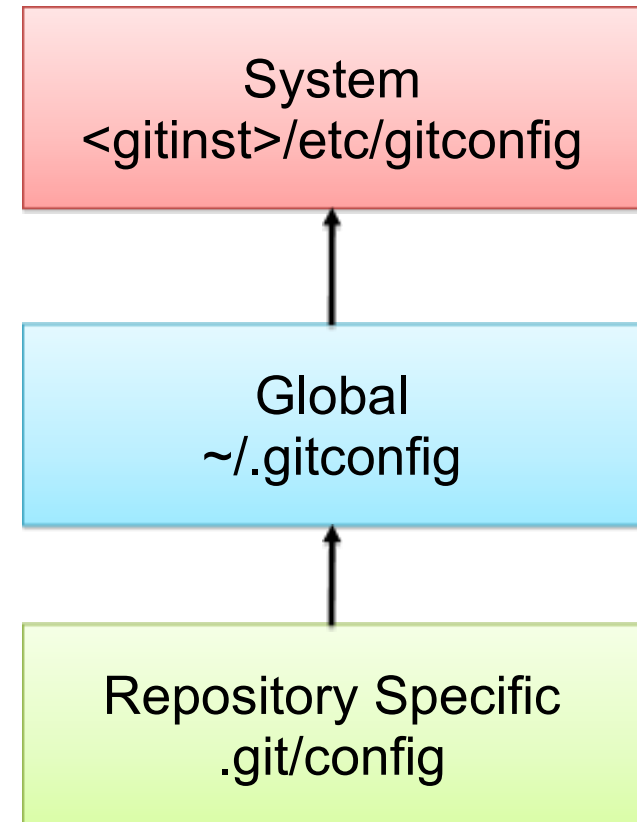 System
<gitinst>/etc/gitconfig
Global
~/.gitconfig
Repository Specific
.git/config